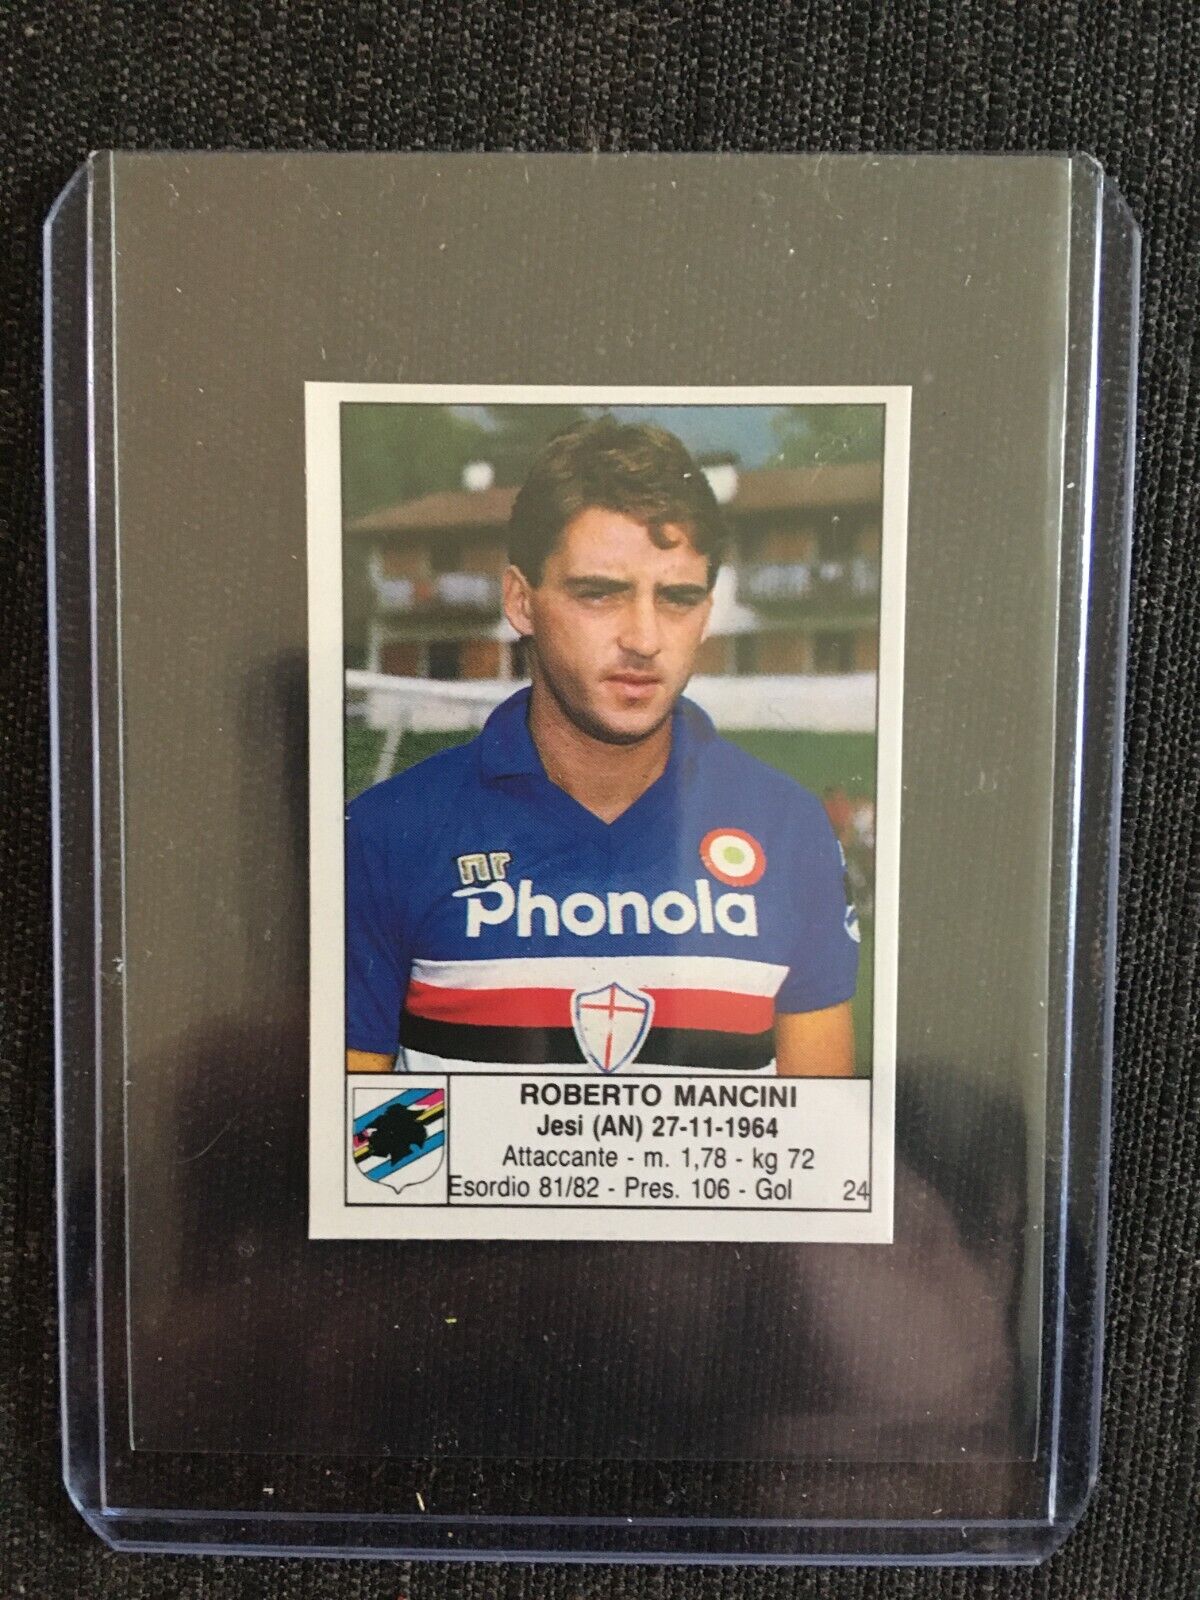 nr
Phonola
ROBERTO MANCINI
Jesi (AN) 27-11-1964
Attaccante - m. 1,78 - kg 72
Esordio 81/82 - Pres. 106 - Gol 24